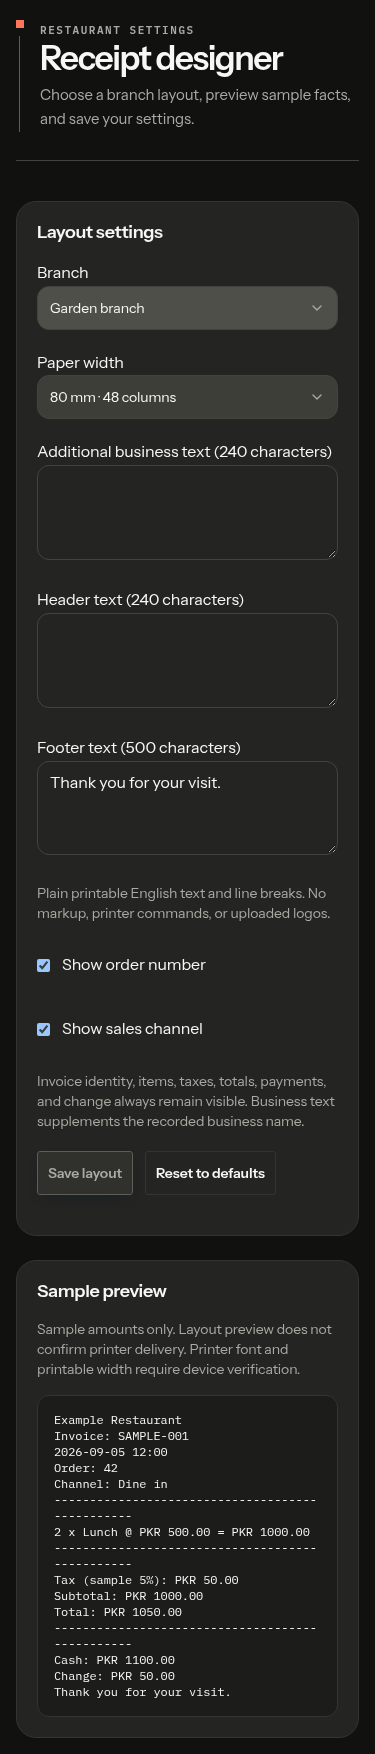 RESTAURANT SETTINGS
Receipt designer
Choose a branch layout, preview sample facts,
and save your settings.
Layout settings
Branch
Garden branch
Paper width
80 mm · 48 columns
Additional business text (240 characters)
Header text (240 characters)
Footer text (500 characters)
Thank you for your visit.
Plain printable English text and line breaks. No
markup, printer commands, or uploaded logos.
Show order number
Show sales channel
Invoice identity, items, taxes, totals, payments,
and change always remain visible. Business text
supplements the recorded business name.
Save layout
Reset to defaults
Sample preview
Sample amounts only. Layout preview does not
confirm printer delivery. Printer font and
printable width require device verification.
Example Restaurant
Invoice: SAMPLE-001
2026-09-05 12:00
Order: 42
Channel: Dine in
-------------------------------------
-----------
2 x Lunch @ PKR 500.00 = PKR 1000.00
-------------------------------------
-----------
Tax (sample 5%): PKR 50.00
Subtotal: PKR 1000.00
Total: PKR 1050.00
-------------------------------------
-----------
Cash: PKR 1100.00
Change: PKR 50.00
Thank you for your visit.